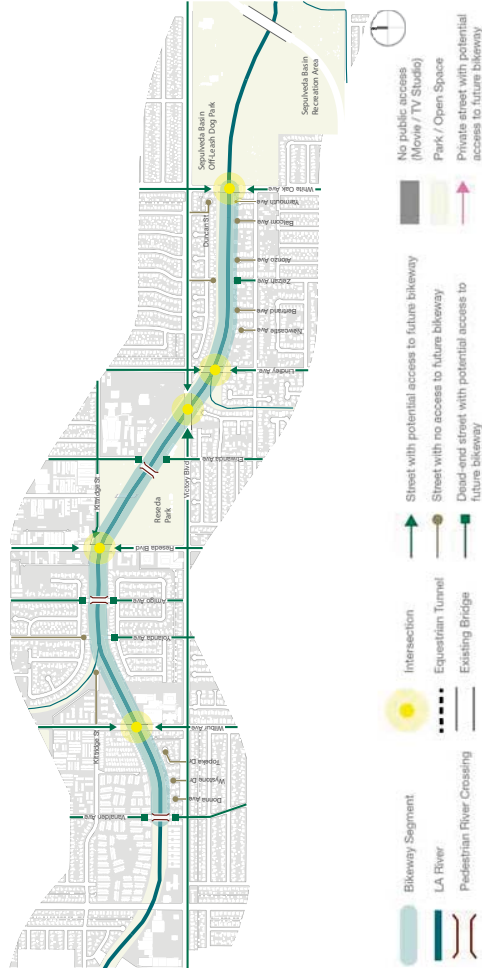 Vanalden Ave
Donna Ave
Wystone Dr
Topeka Dr
Wilbur Ave
Kittridge St
Yolanda Ave
Amigo Ave
Reseda Blvd
Kittridge St
Reseda
Park
Etiwanda Ave
Victory Blvd
Lindley Ave
Newcastle Ave
Bertrand Ave
Zelzah Ave
Alonzo Ave
Balcom Ave
Yarmouth Ave
White Oak Ave
Duncan St
Sepulveda Basin
Off-Leash Dog Park
Sepulveda Basin
Recreation Area
Bikeway Segment
LA River
Pedestrian River Crossing
Intersection
Equestrian Tunnel
Existing Bridge
Street with potential access to future bikeway
Street with no access to future bikeway
Dead-end street with potential access to
future bikeway
No public access
(Movie / TV Studio)
Park / Open Space
Private street with potential
access to future bikeway